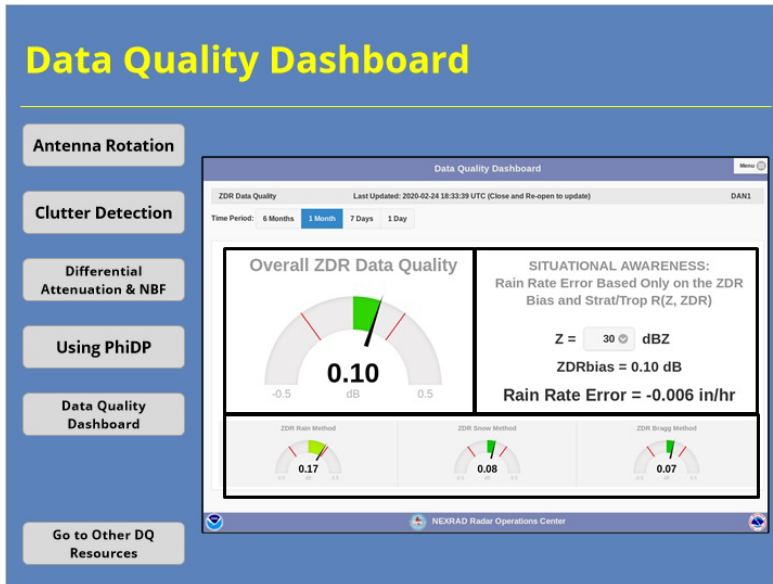 Data Quality Dashboard
Antenna Rotation
Clutter Detection
Differential
Attenuation & NBF
Using PhiDP
Data Quality
Dashboard
Go to Other DQ
Resources
Data Quality Dashboard
Menu
ZDR Data Quality
Last Updated: 2020-02-24 18:33:39 UTC (Close and Re-open to update)
DAN1
Time Period: 6 Months 1 Month 7 Days 1 Day
Overall ZDR Data Quality
0.10
-0.5 dB 0.5
SITUATIONAL AWARENESS:
Rain Rate Error Based Only on the ZDR
Bias and Strat/Trop R(Z, ZDR)
Z = 30 dBZ
ZDRbias = 0.10 dB
Rain Rate Error = -0.006 in/hr
ZDR Rain Method
0.17
ZDR Snow Method
0.08
ZDR Bragg Method
0.07
NEXRAD Radar Operations Center